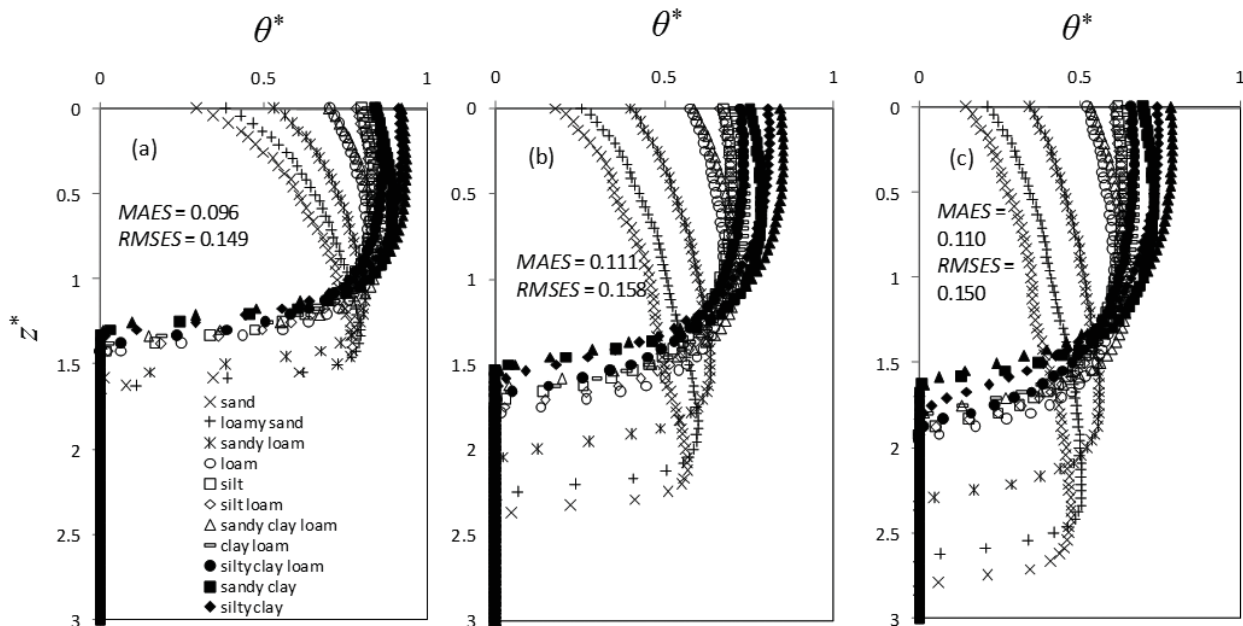 θ*
0 0.5 1
0
0.5
1
1.5
2
2.5
3
z*
(a)
MAES = 0.096
RMSES = 0.149
sand
loamy sand
sandy loam
loam
silt
silt loam
sandy clay loam
clay loam
silty clay loam
sandy clay
silty clay
θ*
0 0.5 1
0
0.5
1
1.5
2
2.5
3
(b)
MAES = 0.111
RMSES = 0.158
θ*
0 0.5 1
0
0.5
1
1.5
2
2.5
3
(c)
MAES =
0.110
RMSES =
0.150